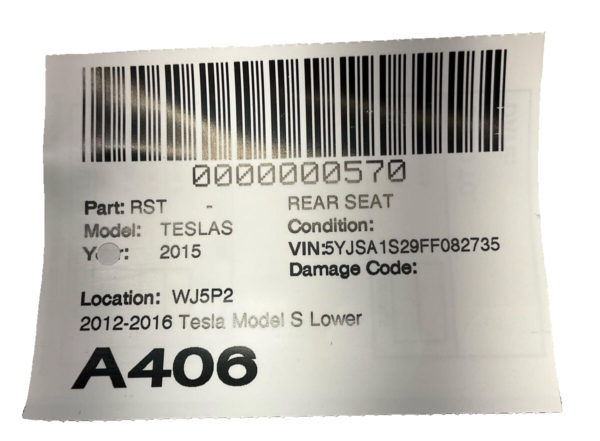 0000000570
Part: RST - REAR SEAT
Model: TESLAS Condition:
Year: 2015 VIN:5YJSA1S29FF082735
Damage Code:
Location: WJ5P2
2012-2016 Tesla Model S Lower
A406